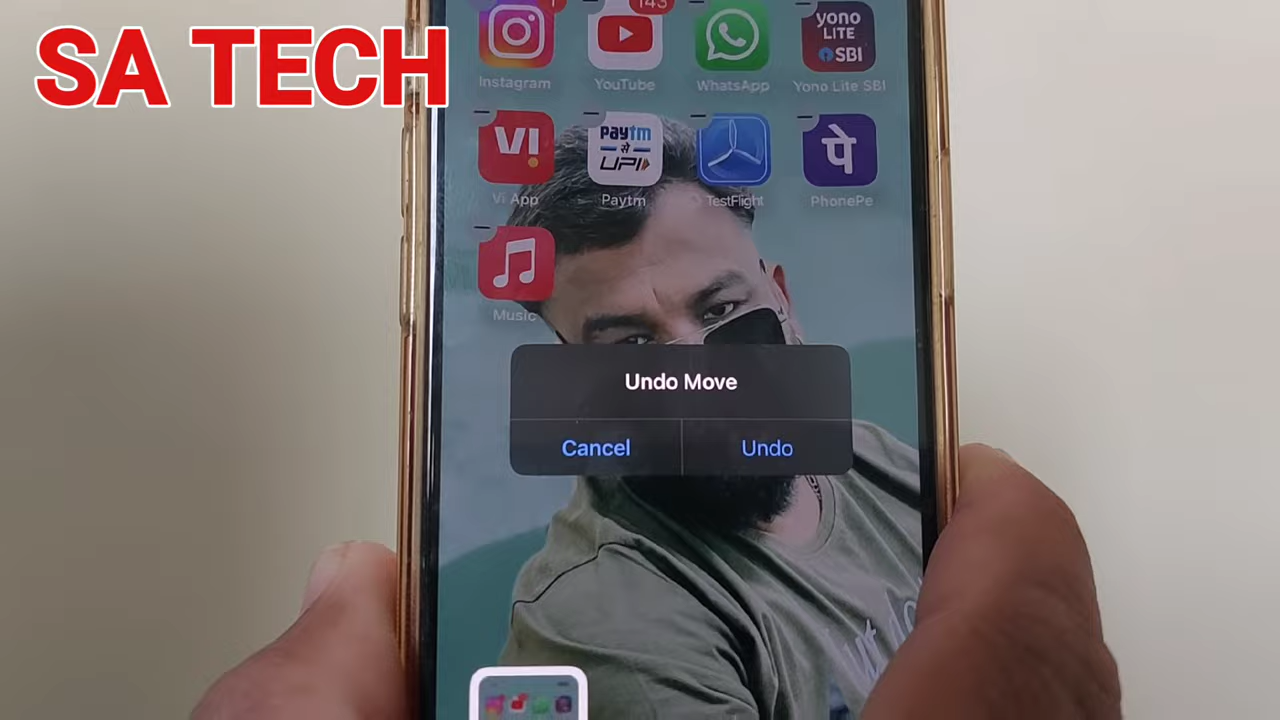 SA TECH
1
143
yono
LITE
SBI
Instagram
YouTube
WhatsApp
Yono Lite SBI
VI
Paytm
से
UPI
पे
Vi App
Paytm
TestFlight
PhonePe
Music
Undo Move
Cancel
Undo